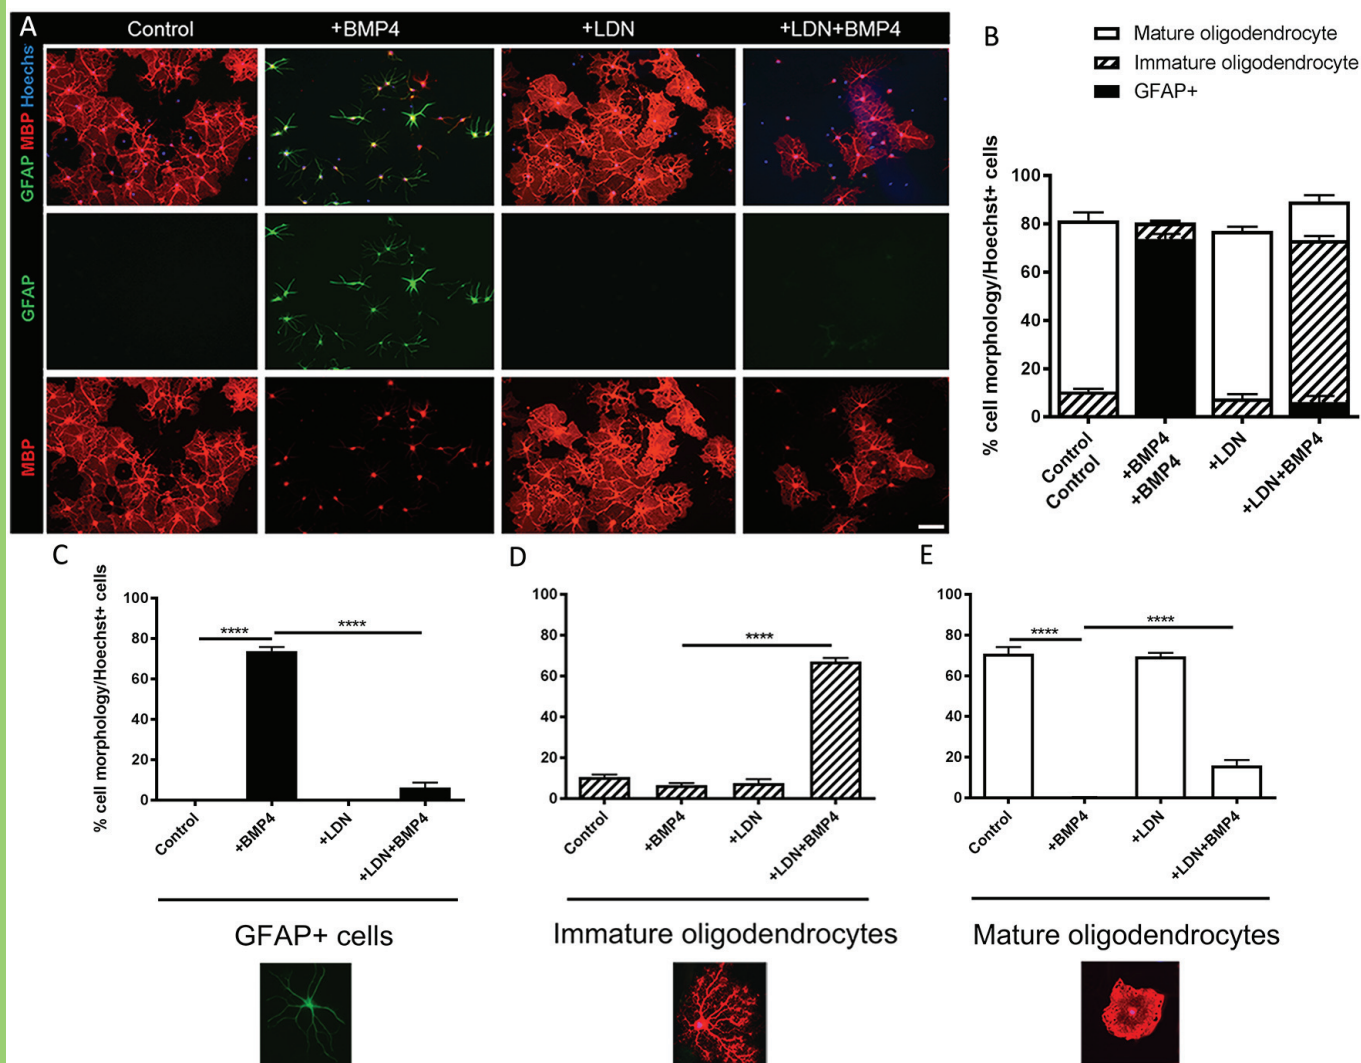 A
Control
+BMP4
+LDN
+LDN+BMP4
GFAP MBP Hoechs
GFAP
MBP
B
Mature oligodendrocyte
Immature oligodendrocyte
GFAP+
% cell morphology/Hoechst+ cells
100
80
60
40
20
0
Control
Control
+BMP4
+BMP4
+LDN
+LDN+BMP4
C
% cell morphology/Hoechst+ cells
100
80
60
40
20
0
****
****
Control
+BMP4
+LDN
+LDN+BMP4
GFAP+ cells
D
100
80
60
40
20
0
****
Control
+BMP4
+LDN
+LDN+BMP4
Immature oligodendrocytes
E
100
80
60
40
20
0
****
****
Control
+BMP4
+LDN
+LDN+BMP4
Mature oligodendrocytes